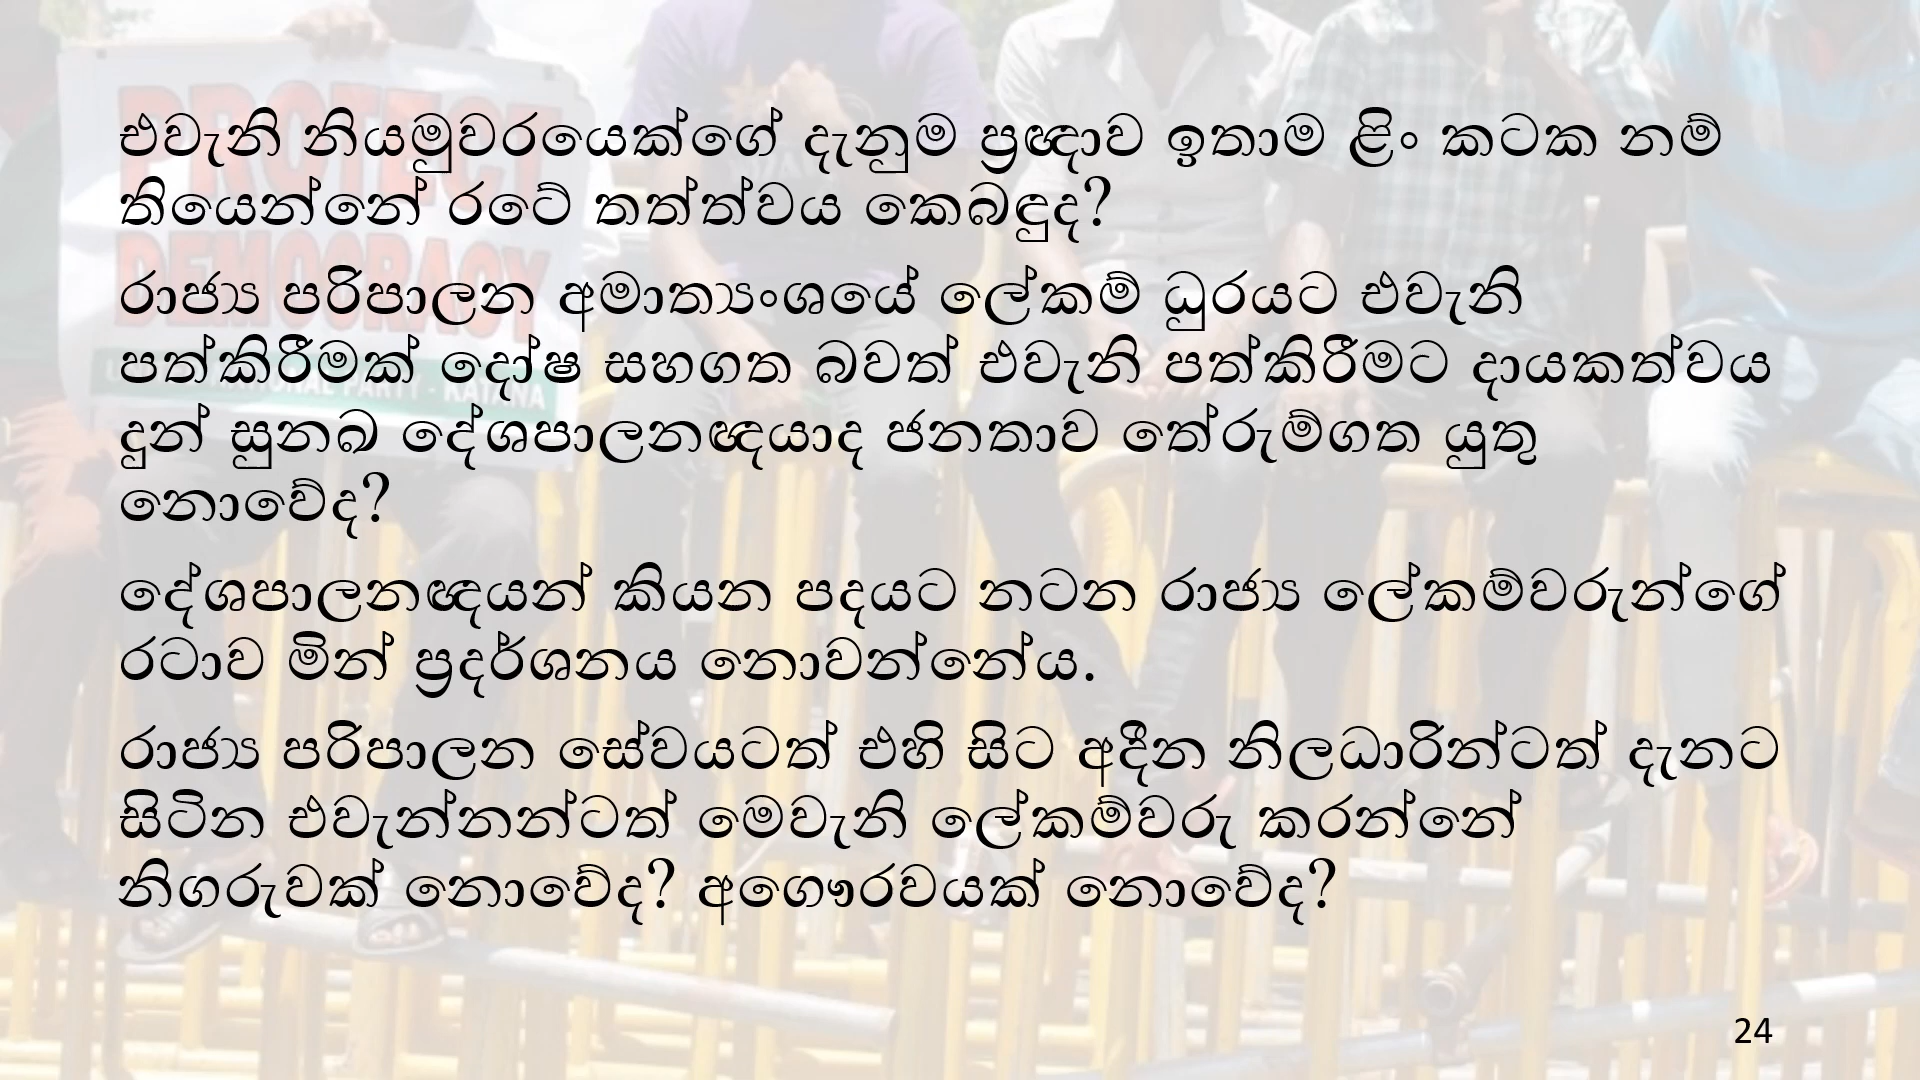 PROTECT
DEMOCRACY
එවැනි නියමුවරයෙක්ගේ දැනුම ප්‍රඥාව ඉතාම ළිං කටක නම්
තියෙන්නේ රටේ තත්ත්වය කෙබඳුද?
රාජ්‍ය පරිපාලන අමාත්‍යංශයේ ලේකම් ධුරයට එවැනි
පත්කිරීමක් දෝෂ සහගත බවත් එවැනි පත්කිරීමට දායකත්වය
දුන් සුනඛ දේශපාලනඥයාද ජනතාව තේරුම්ගත යුතු
නොවේද?
දේශපාලනඥයන් කියන පදයට නටන රාජ්‍ය ලේකම්වරුන්ගේ
රටාව මින් ප්‍රදර්ශනය නොවන්නේය.
රාජ්‍ය පරිපාලන සේවයටත් එහි සිට අදීන නිලධාරින්ටත් දැනට
සිටින එවැන්නන්ටත් මෙවැනි ලේකම්වරු කරන්නේ
නිගරුවක් නොවේද? අගෞරවයක් නොවේද?
24